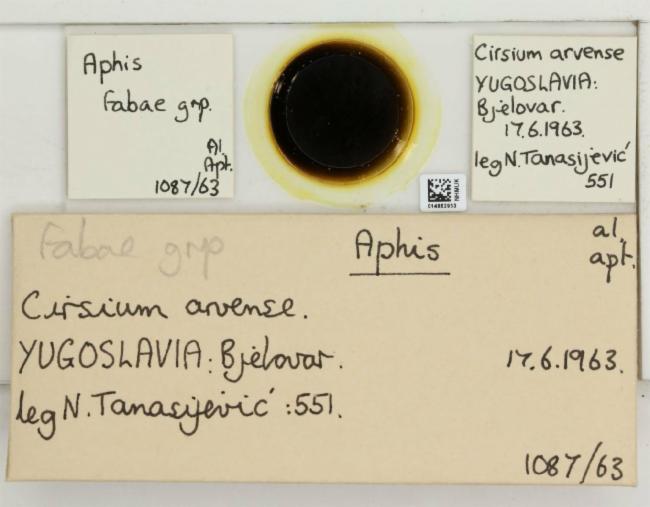 Aphis
fabae grp.
Al.
Apt.
1087/63
Cirsium arvense
YUGOSLAVIA:
Bjelovar.
17.6.1963.
leg N. Tanasijević
551
NHMUK
Fabae grp
Aphis
al.
apt.
Cirsium arvense.
YUGOSLAVIA: Bjelovar.
17.6.1963.
leg N. Tanasijević :551.
1087/63